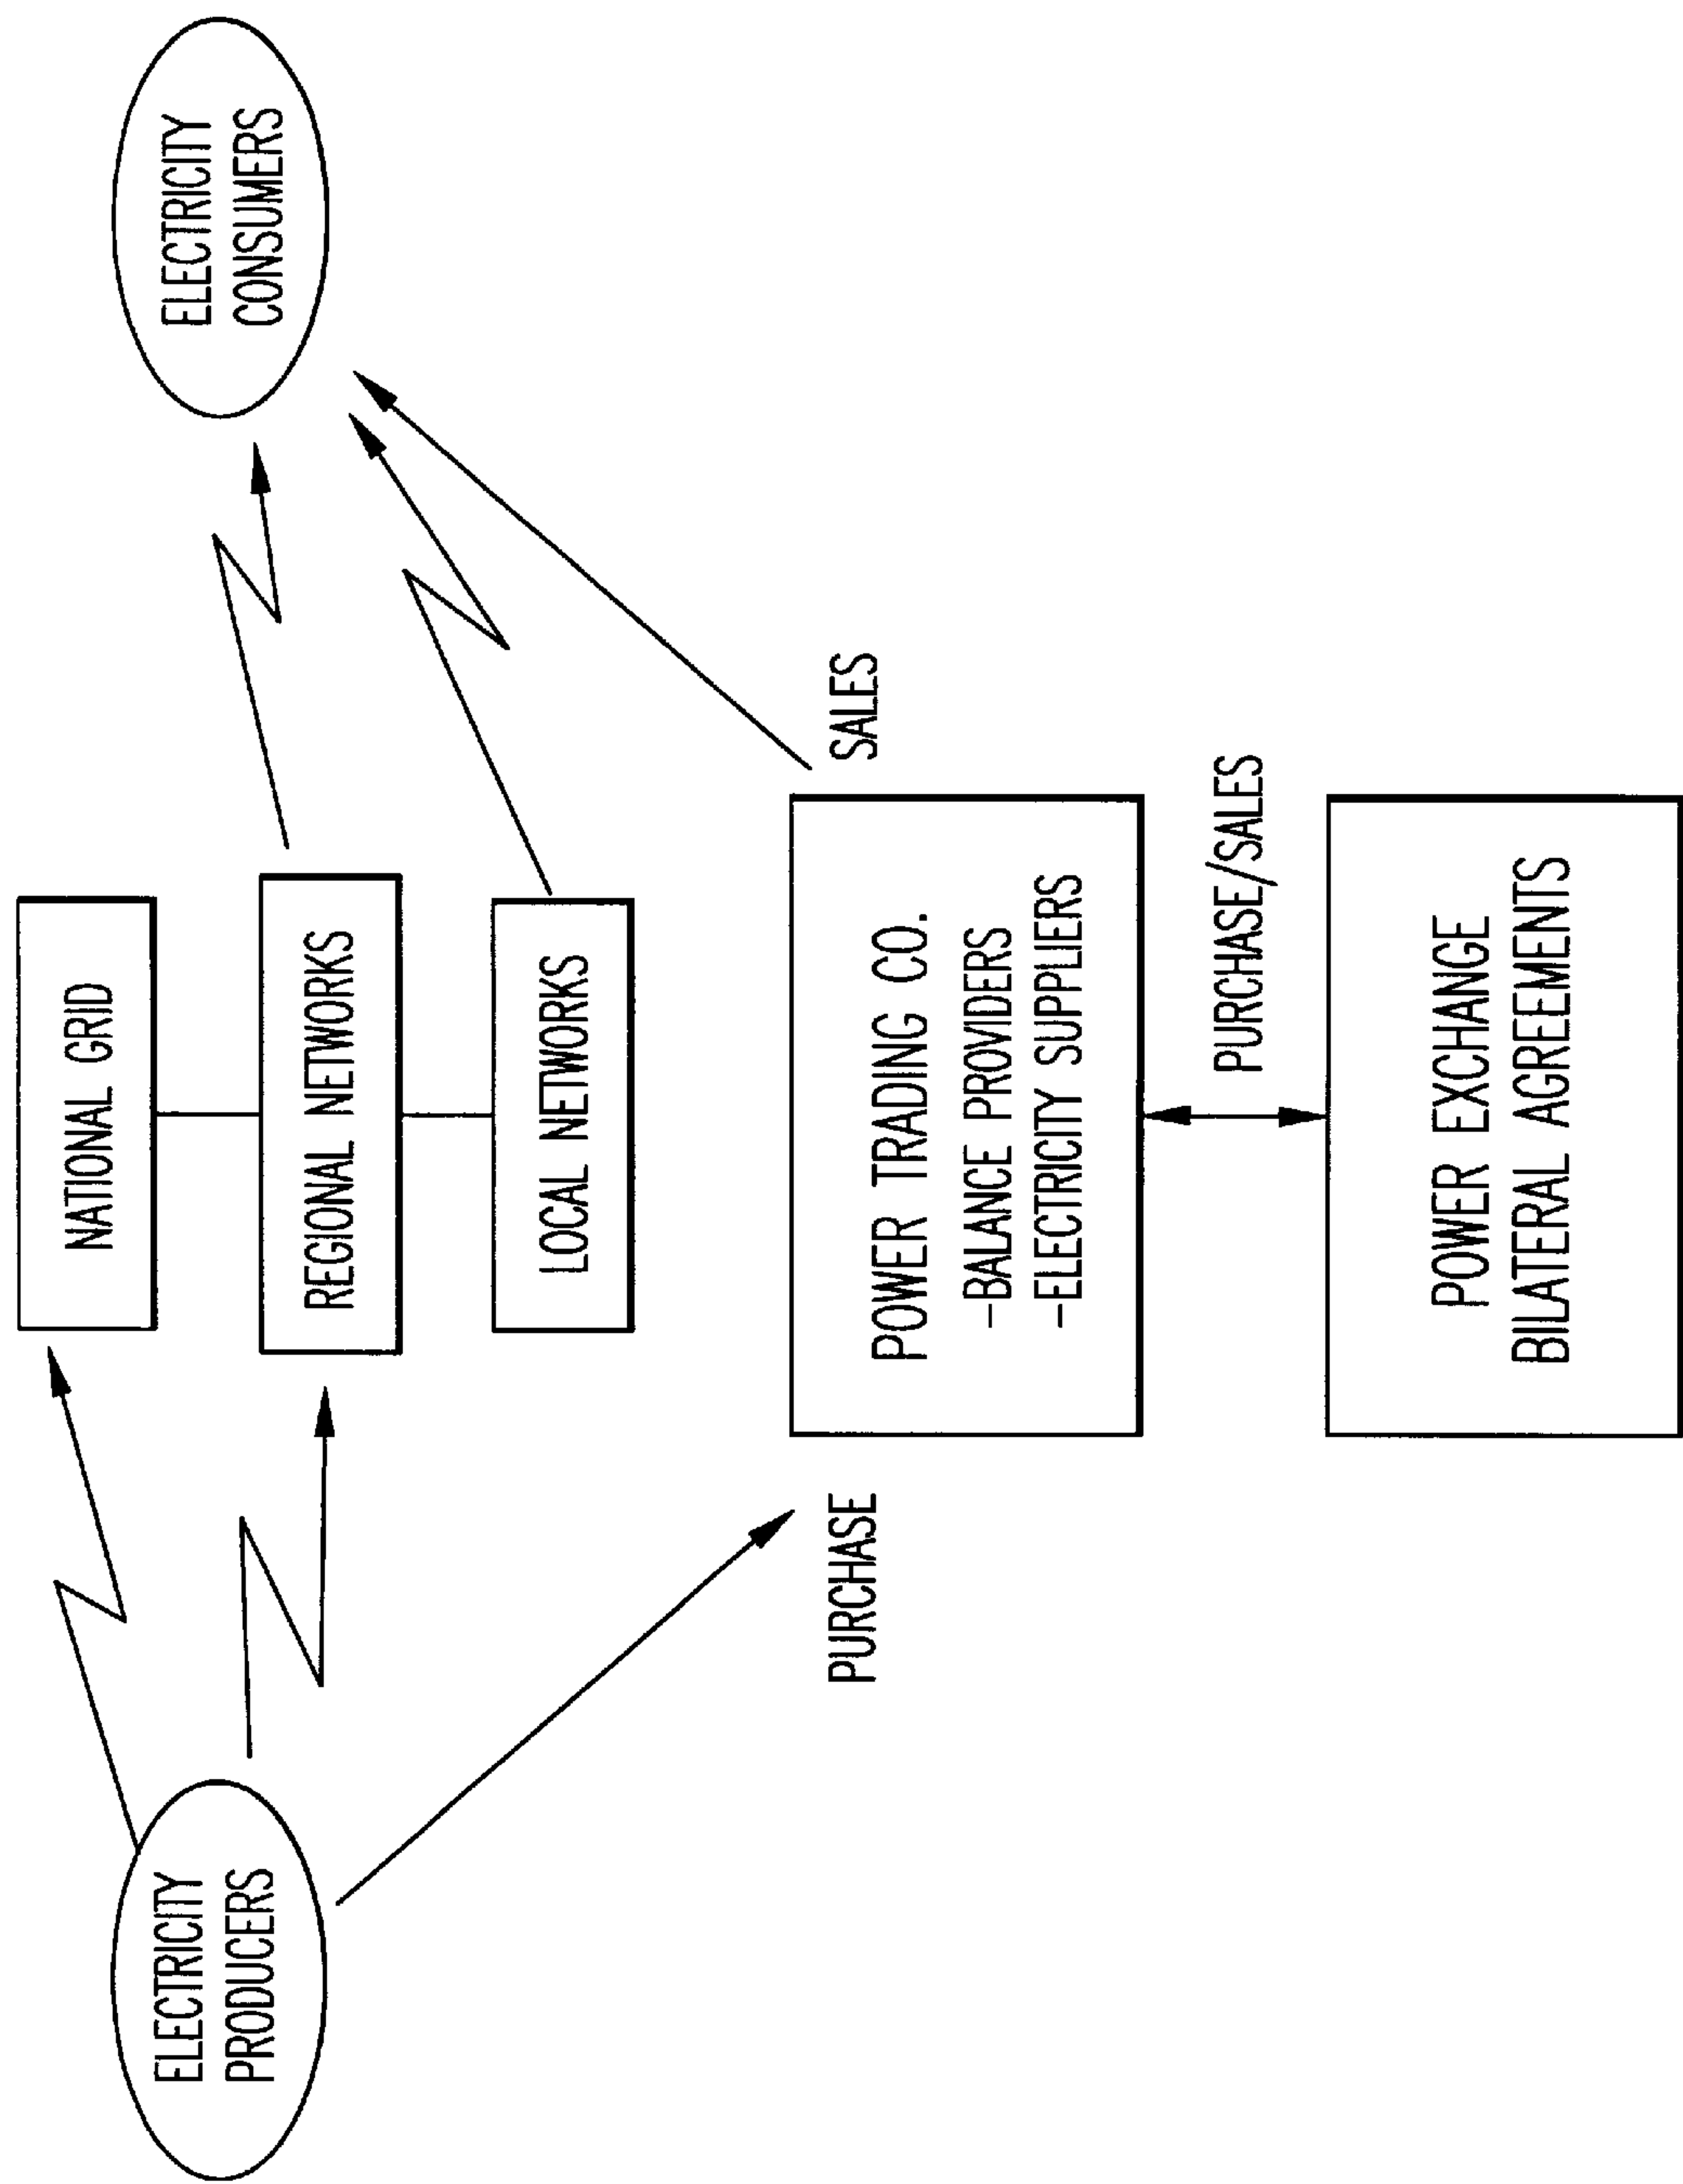 NATIONAL GRID
ELECTRICITY
PRODUCERS
REGIONAL NETWORKS
ELECTRICITY
CONSUMERS
LOCAL NETWORKS
PURCHASE
SALES
POWER TRADING CO.
-BALANCE PROVIDERS
-ELECTRICITY SUPPLIERS
PURCHASE/SALES
POWER EXCHANGE
BILATERAL AGREEMENTS